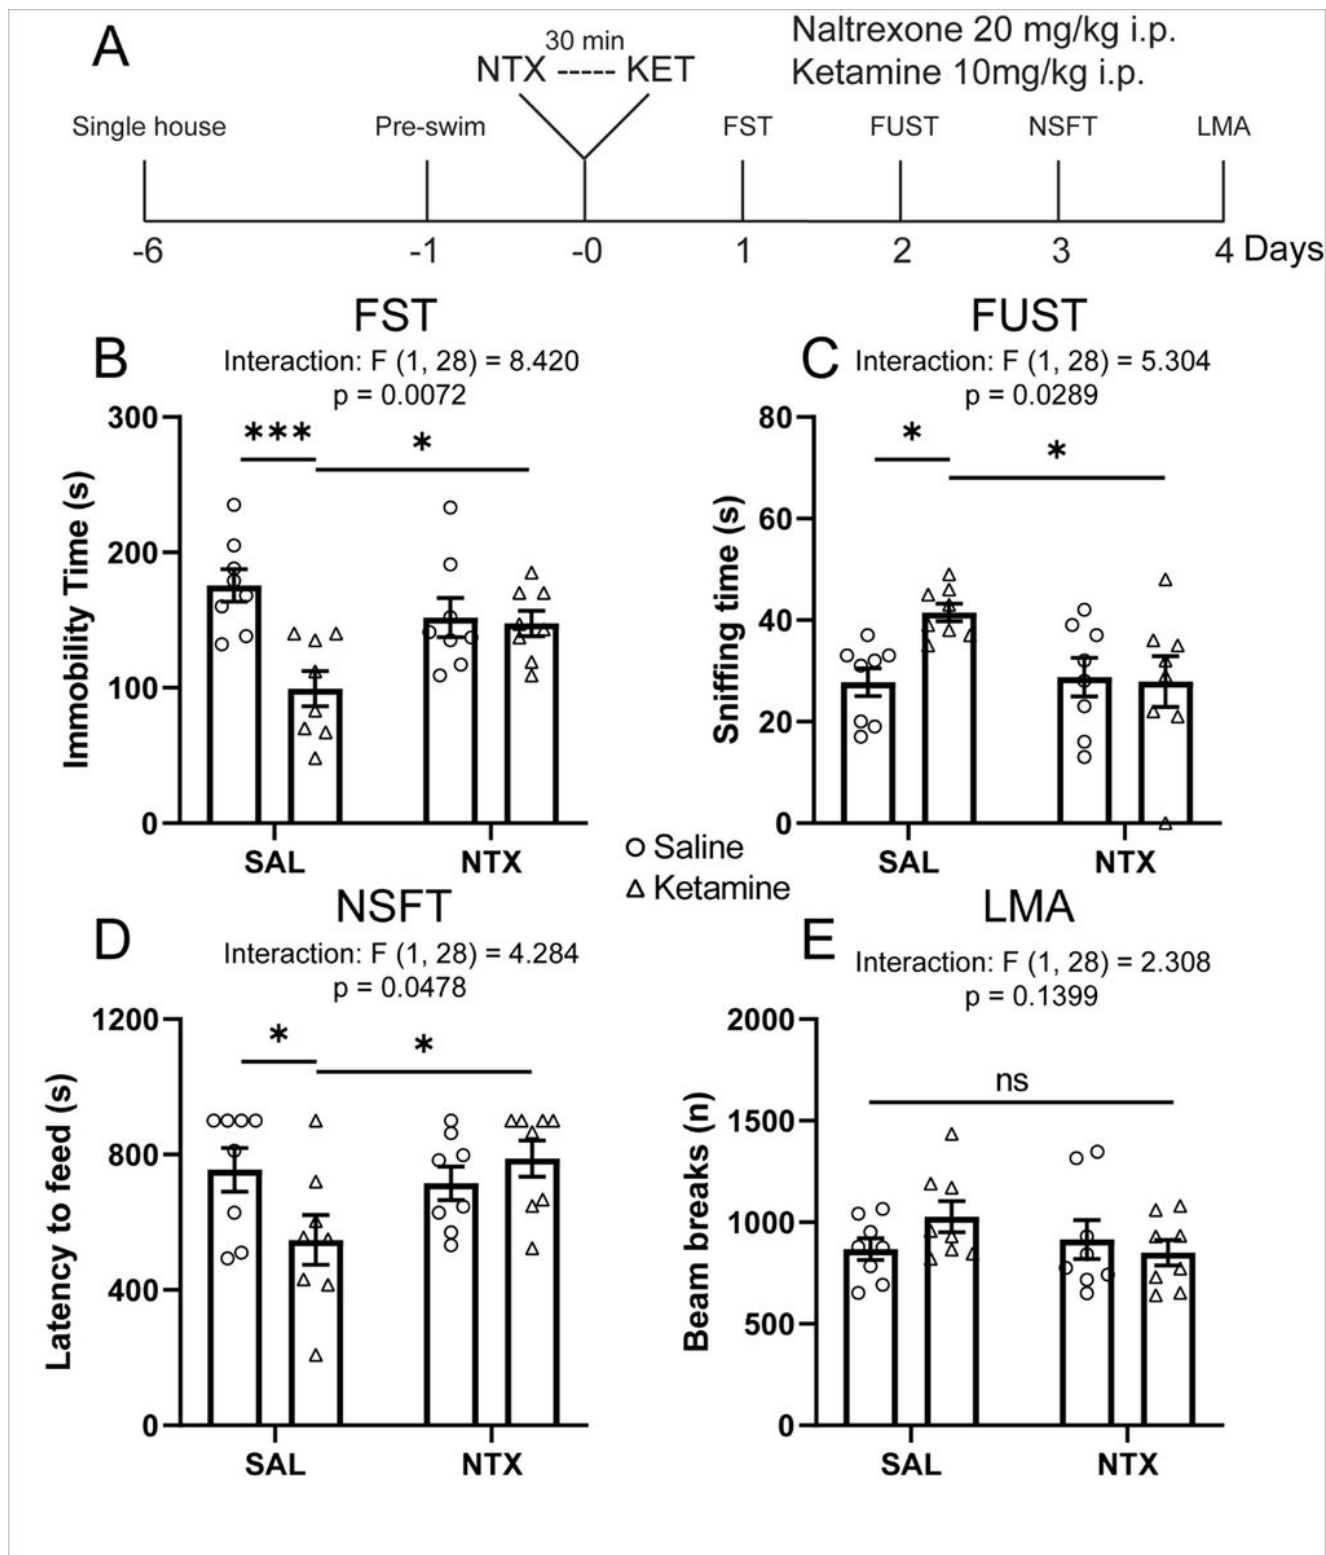 A
Naltrexone 20 mg/kg i.p.
Ketamine 10mg/kg i.p.
30 min
NTX ----- KET
Single house
Pre-swim
FST
FUST
NSFT
LMA
-6
-1
-0
1
2
3
4 Days
B
FST
Interaction: F (1, 28) = 8.420
p = 0.0072
Immobility Time (s)
300
200
100
0
***
*
SAL
NTX
C
FUST
Interaction: F (1, 28) = 5.304
p = 0.0289
Sniffing time (s)
80
60
40
20
0
*
*
SAL
NTX
Saline
Ketamine
D
NSFT
Interaction: F (1, 28) = 4.284
p = 0.0478
Latency to feed (s)
1200
800
400
0
*
*
SAL
NTX
E
LMA
Interaction: F (1, 28) = 2.308
p = 0.1399
Beam breaks (n)
2000
1500
1000
500
0
ns
SAL
NTX